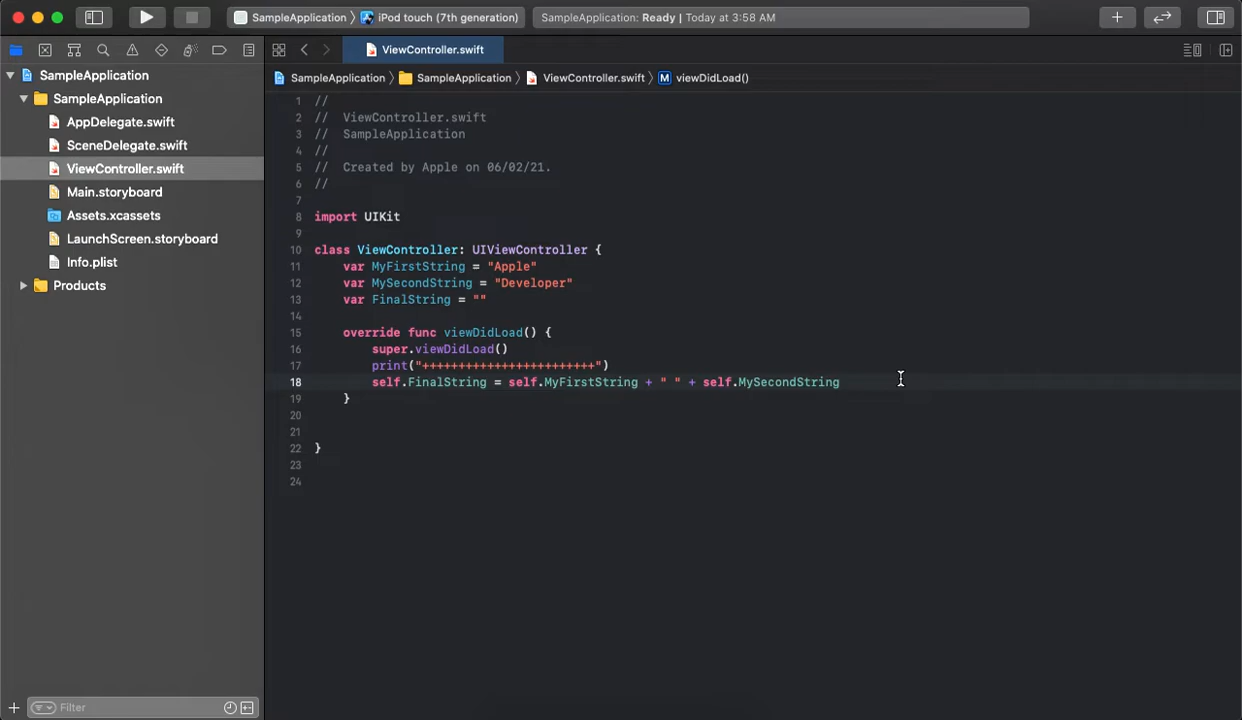 SampleApplication 〉 iPod touch (7th generation)
SampleApplication: Ready | Today at 3:58 AM
ViewController.swift
SampleApplication 〉 SampleApplication 〉 ViewController.swift 〉 M viewDidLoad()
SampleApplication
SampleApplication
AppDelegate.swift
SceneDelegate.swift
ViewController.swift
Main.storyboard
Assets.xcassets
LaunchScreen.storyboard
Info.plist
Products
Filter
1 //
2 //  ViewController.swift
3 //  SampleApplication
4 //
5 //  Created by Apple on 06/02/21.
6 //
7
8 import UIKit
9
10 class ViewController: UIViewController {
11     var MyFirstString = "Apple"
12     var MySecondString = "Developer"
13     var FinalString = ""
14
15     override func viewDidLoad() {
16         super.viewDidLoad()
17         print("++++++++++++++++++++++++")
18         self.FinalString = self.MyFirstString + " " + self.MySecondString
19     }
20
21
22 }
23
24